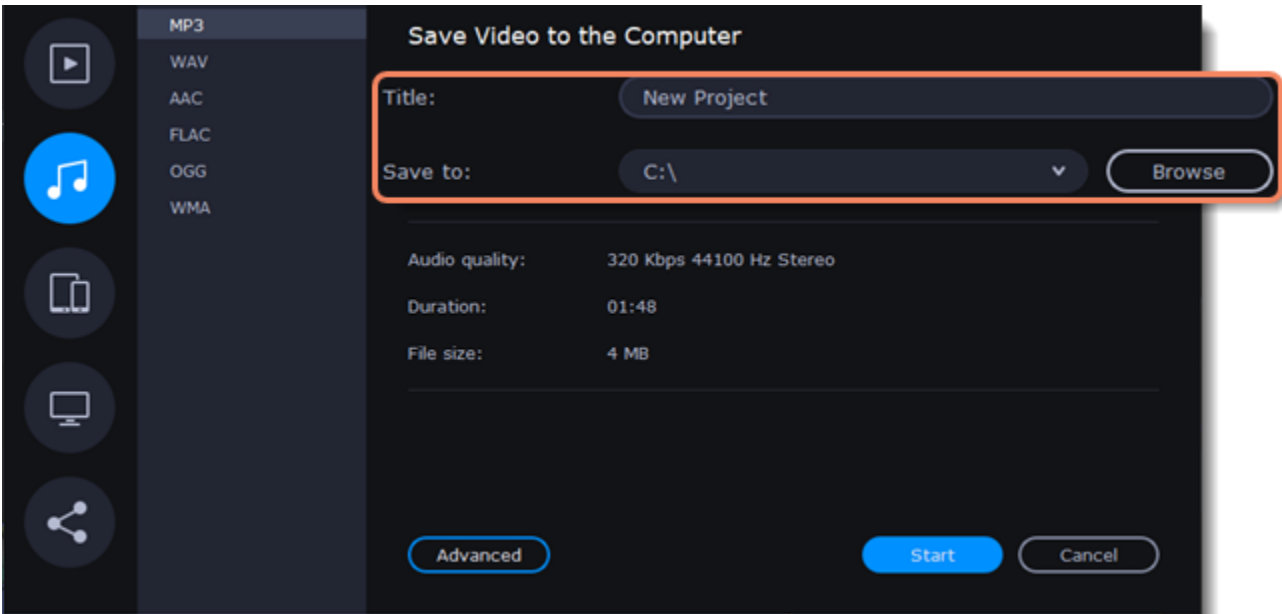 MP3
WAV
AAC
FLAC
OGG
WMA
Save Video to the Computer
Title: New Project
Save to: C:\ Browse
Audio quality: 320 Kbps 44100 Hz Stereo
Duration: 01:48
File size: 4 MB
Advanced Start Cancel